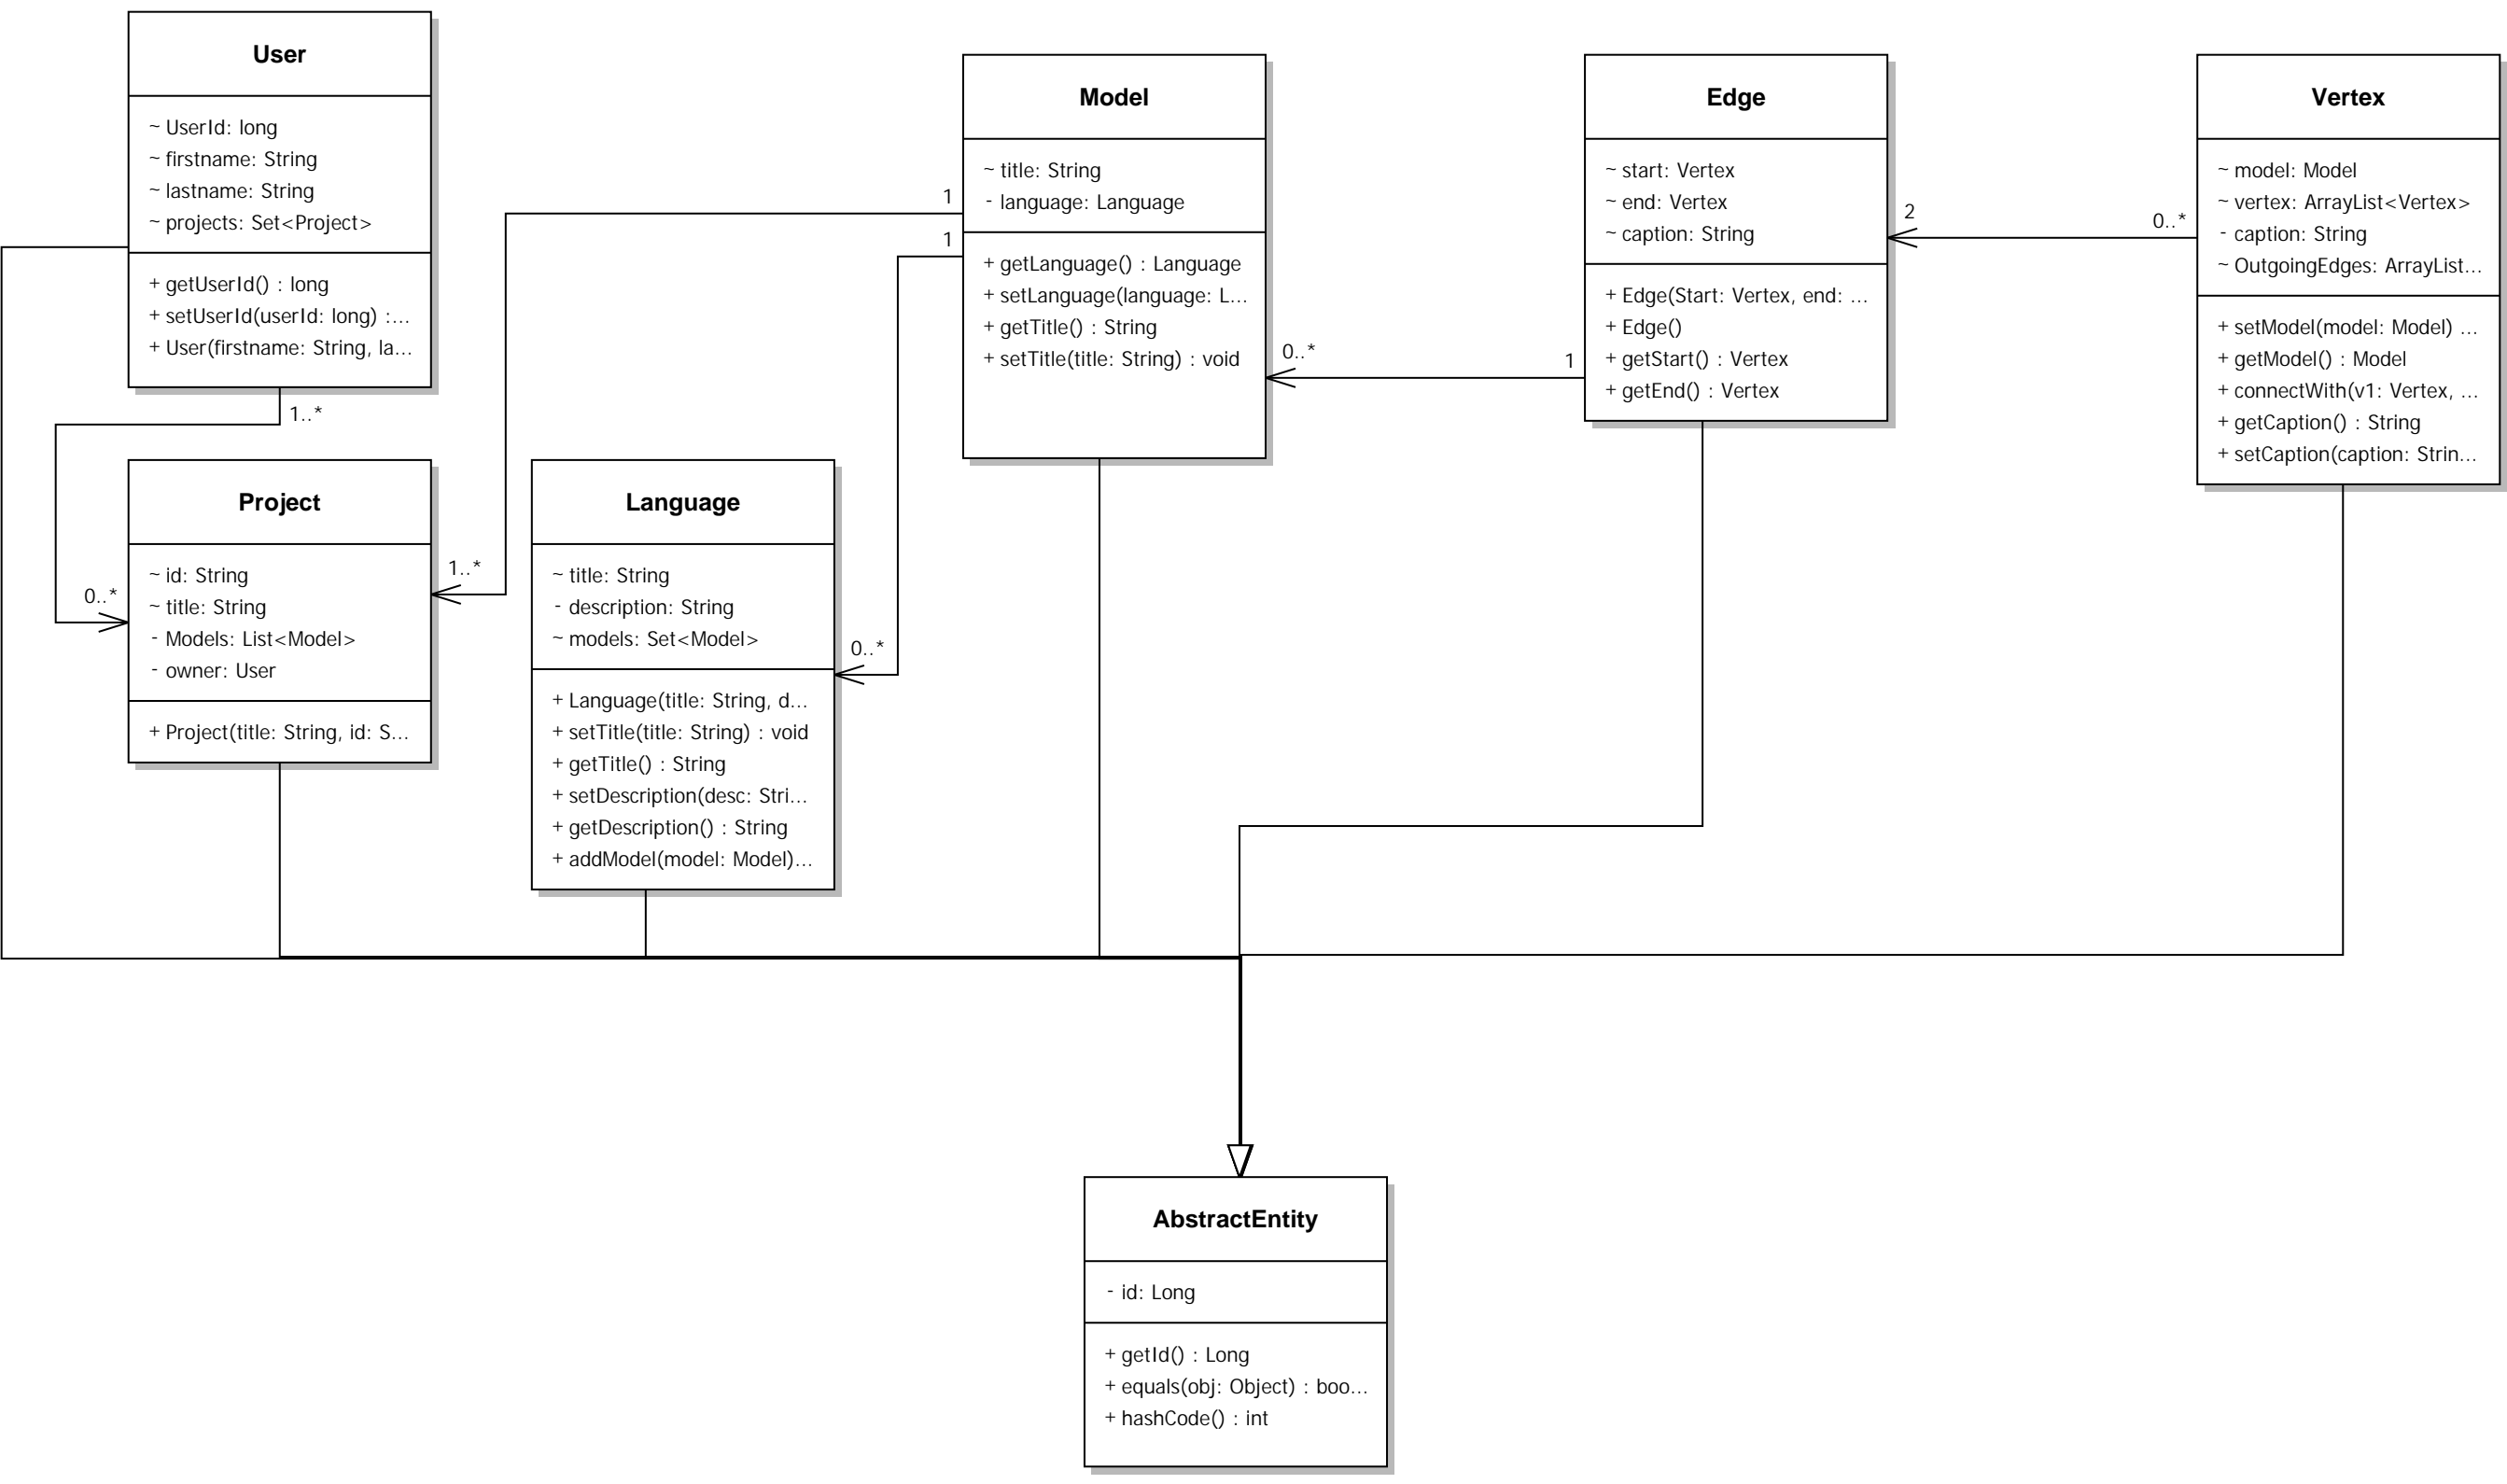 User
~ UserId: long
~ firstname: String
~ lastname: String
~ projects: Set<Project>
+ getUserId() : long
+ setUserId(userId: long) :...
+ User(firstname: String, la...
1..*
0..*
Project
~ id: String
~ title: String
- Models: List<Model>
- owner: User
+ Project(title: String, id: S...
1..*
Language
~ title: String
- description: String
~ models: Set<Model>
+ Language(title: String, d...
+ setTitle(title: String) : void
+ getTitle() : String
+ setDescription(desc: Stri...
+ getDescription() : String
+ addModel(model: Model)...
0..*
1
1
Model
~ title: String
- language: Language
+ getLanguage() : Language
+ setLanguage(language: L...
+ getTitle() : String
+ setTitle(title: String) : void
0..*
1
Edge
~ start: Vertex
~ end: Vertex
~ caption: String
+ Edge(Start: Vertex, end: ...
+ Edge()
+ getStart() : Vertex
+ getEnd() : Vertex
2
0..*
Vertex
~ model: Model
~ vertex: ArrayList<Vertex>
- caption: String
~ OutgoingEdges: ArrayList...
+ setModel(model: Model) ...
+ getModel() : Model
+ connectWith(v1: Vertex, ...
+ getCaption() : String
+ setCaption(caption: Strin...
AbstractEntity
- id: Long
+ getId() : Long
+ equals(obj: Object) : boo...
+ hashCode() : int